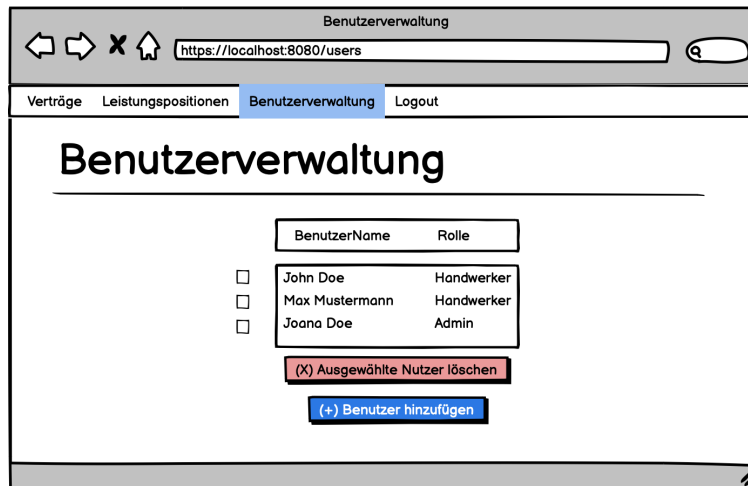 Benutzerverwaltung
https://localhost:8080/users
Verträge Leistungspositionen Benutzerverwaltung Logout
Benutzerverwaltung
BenutzerName Rolle
John Doe Handwerker
Max Mustermann Handwerker
Joana Doe Admin
(X) Ausgewählte Nutzer löschen
(+) Benutzer hinzufügen